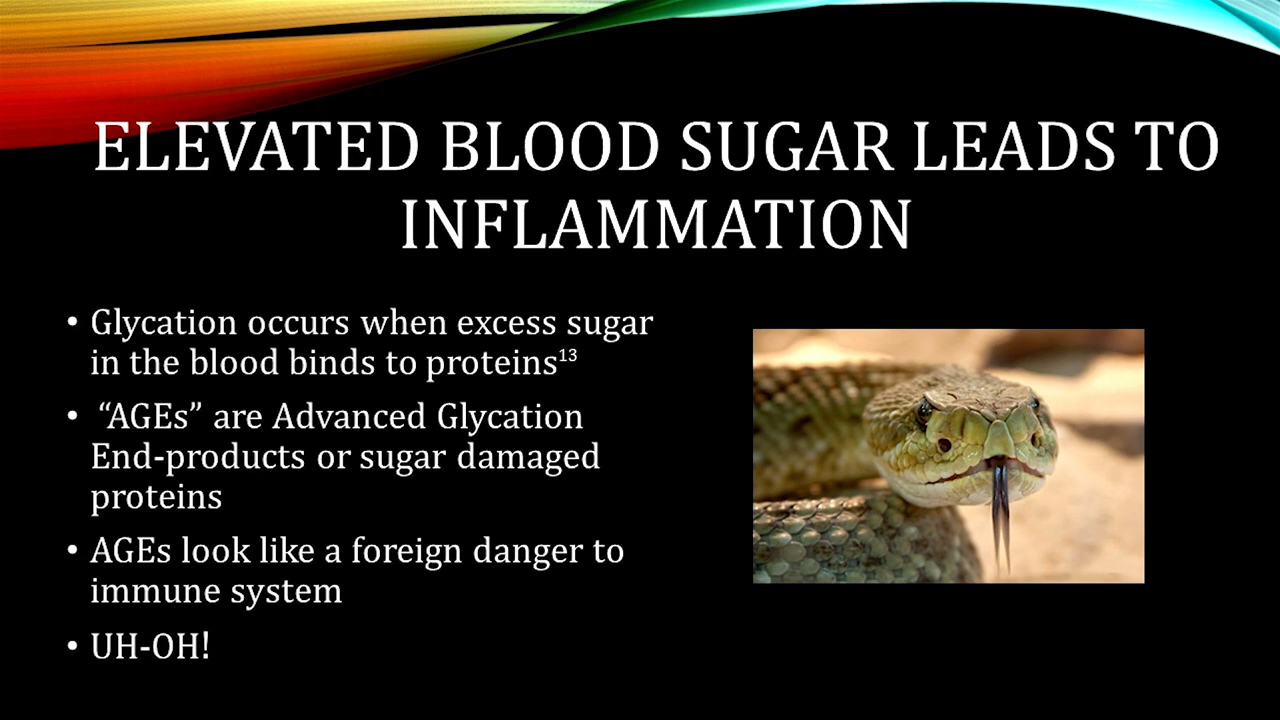 ELEVATED BLOOD SUGAR LEADS TO
INFLAMMATION
• Glycation occurs when excess sugar
in the blood binds to proteins¹³
• “AGEs” are Advanced Glycation
End-products or sugar damaged
proteins
• AGEs look like a foreign danger to
immune system
• UH-OH!